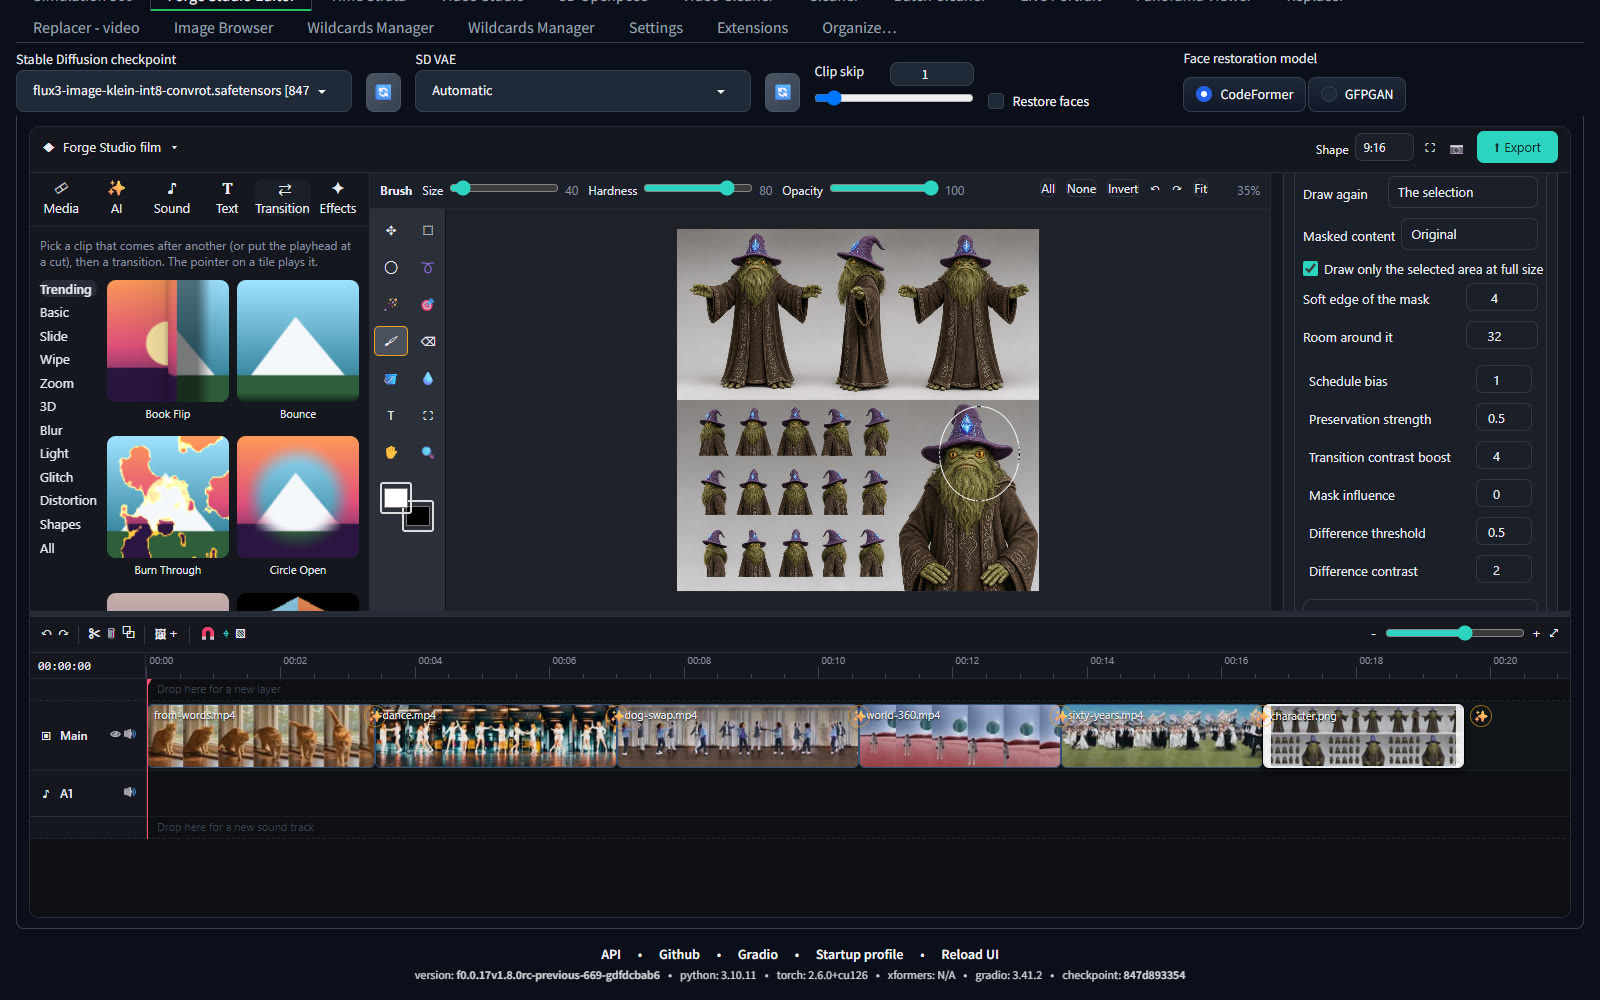 Replacer - video
Image Browser
Wildcards Manager
Wildcards Manager
Settings
Extensions
Organize…
Stable Diffusion checkpoint
flux3-image-klein-int8-convrot.safetensors [847
SD VAE
Automatic
Clip skip
1
Restore faces
Face restoration model
CodeFormer
GFPGAN
Forge Studio film
Shape
9:16
Export
Media
AI
Sound
Text
Transition
Effects
Brush
Size
40
Hardness
80
Opacity
100
All
None
Invert
Fit
35%
Pick a clip that comes after another (or put the playhead at
a cut), then a transition. The pointer on a tile plays it.
Trending
Basic
Slide
Wipe
Zoom
3D
Blur
Light
Glitch
Distortion
Shapes
All
Book Flip
Bounce
Burn Through
Circle Open
T
Draw again
The selection
Masked content
Original
Draw only the selected area at full size
Soft edge of the mask
4
Room around it
32
Schedule bias
1
Preservation strength
0.5
Transition contrast boost
4
Mask influence
0
Difference threshold
0.5
Difference contrast
2
00:00:00
00:00
00:02
00:04
00:06
00:08
00:10
00:12
00:14
00:16
00:18
00:20
Drop here for a new layer
Main
from-words.mp4
dance.mp4
dog-swap.mp4
world-360.mp4
sixty-years.mp4
character.png
A1
Drop here for a new sound track
API • Github • Gradio • Startup profile • Reload UI
version: f0.0.17v1.8.0rc-previous-669-gdfdcbab6 • python: 3.10.11 • torch: 2.6.0+cu126 • xformers: N/A • gradio: 3.41.2 • checkpoint: 847d893354